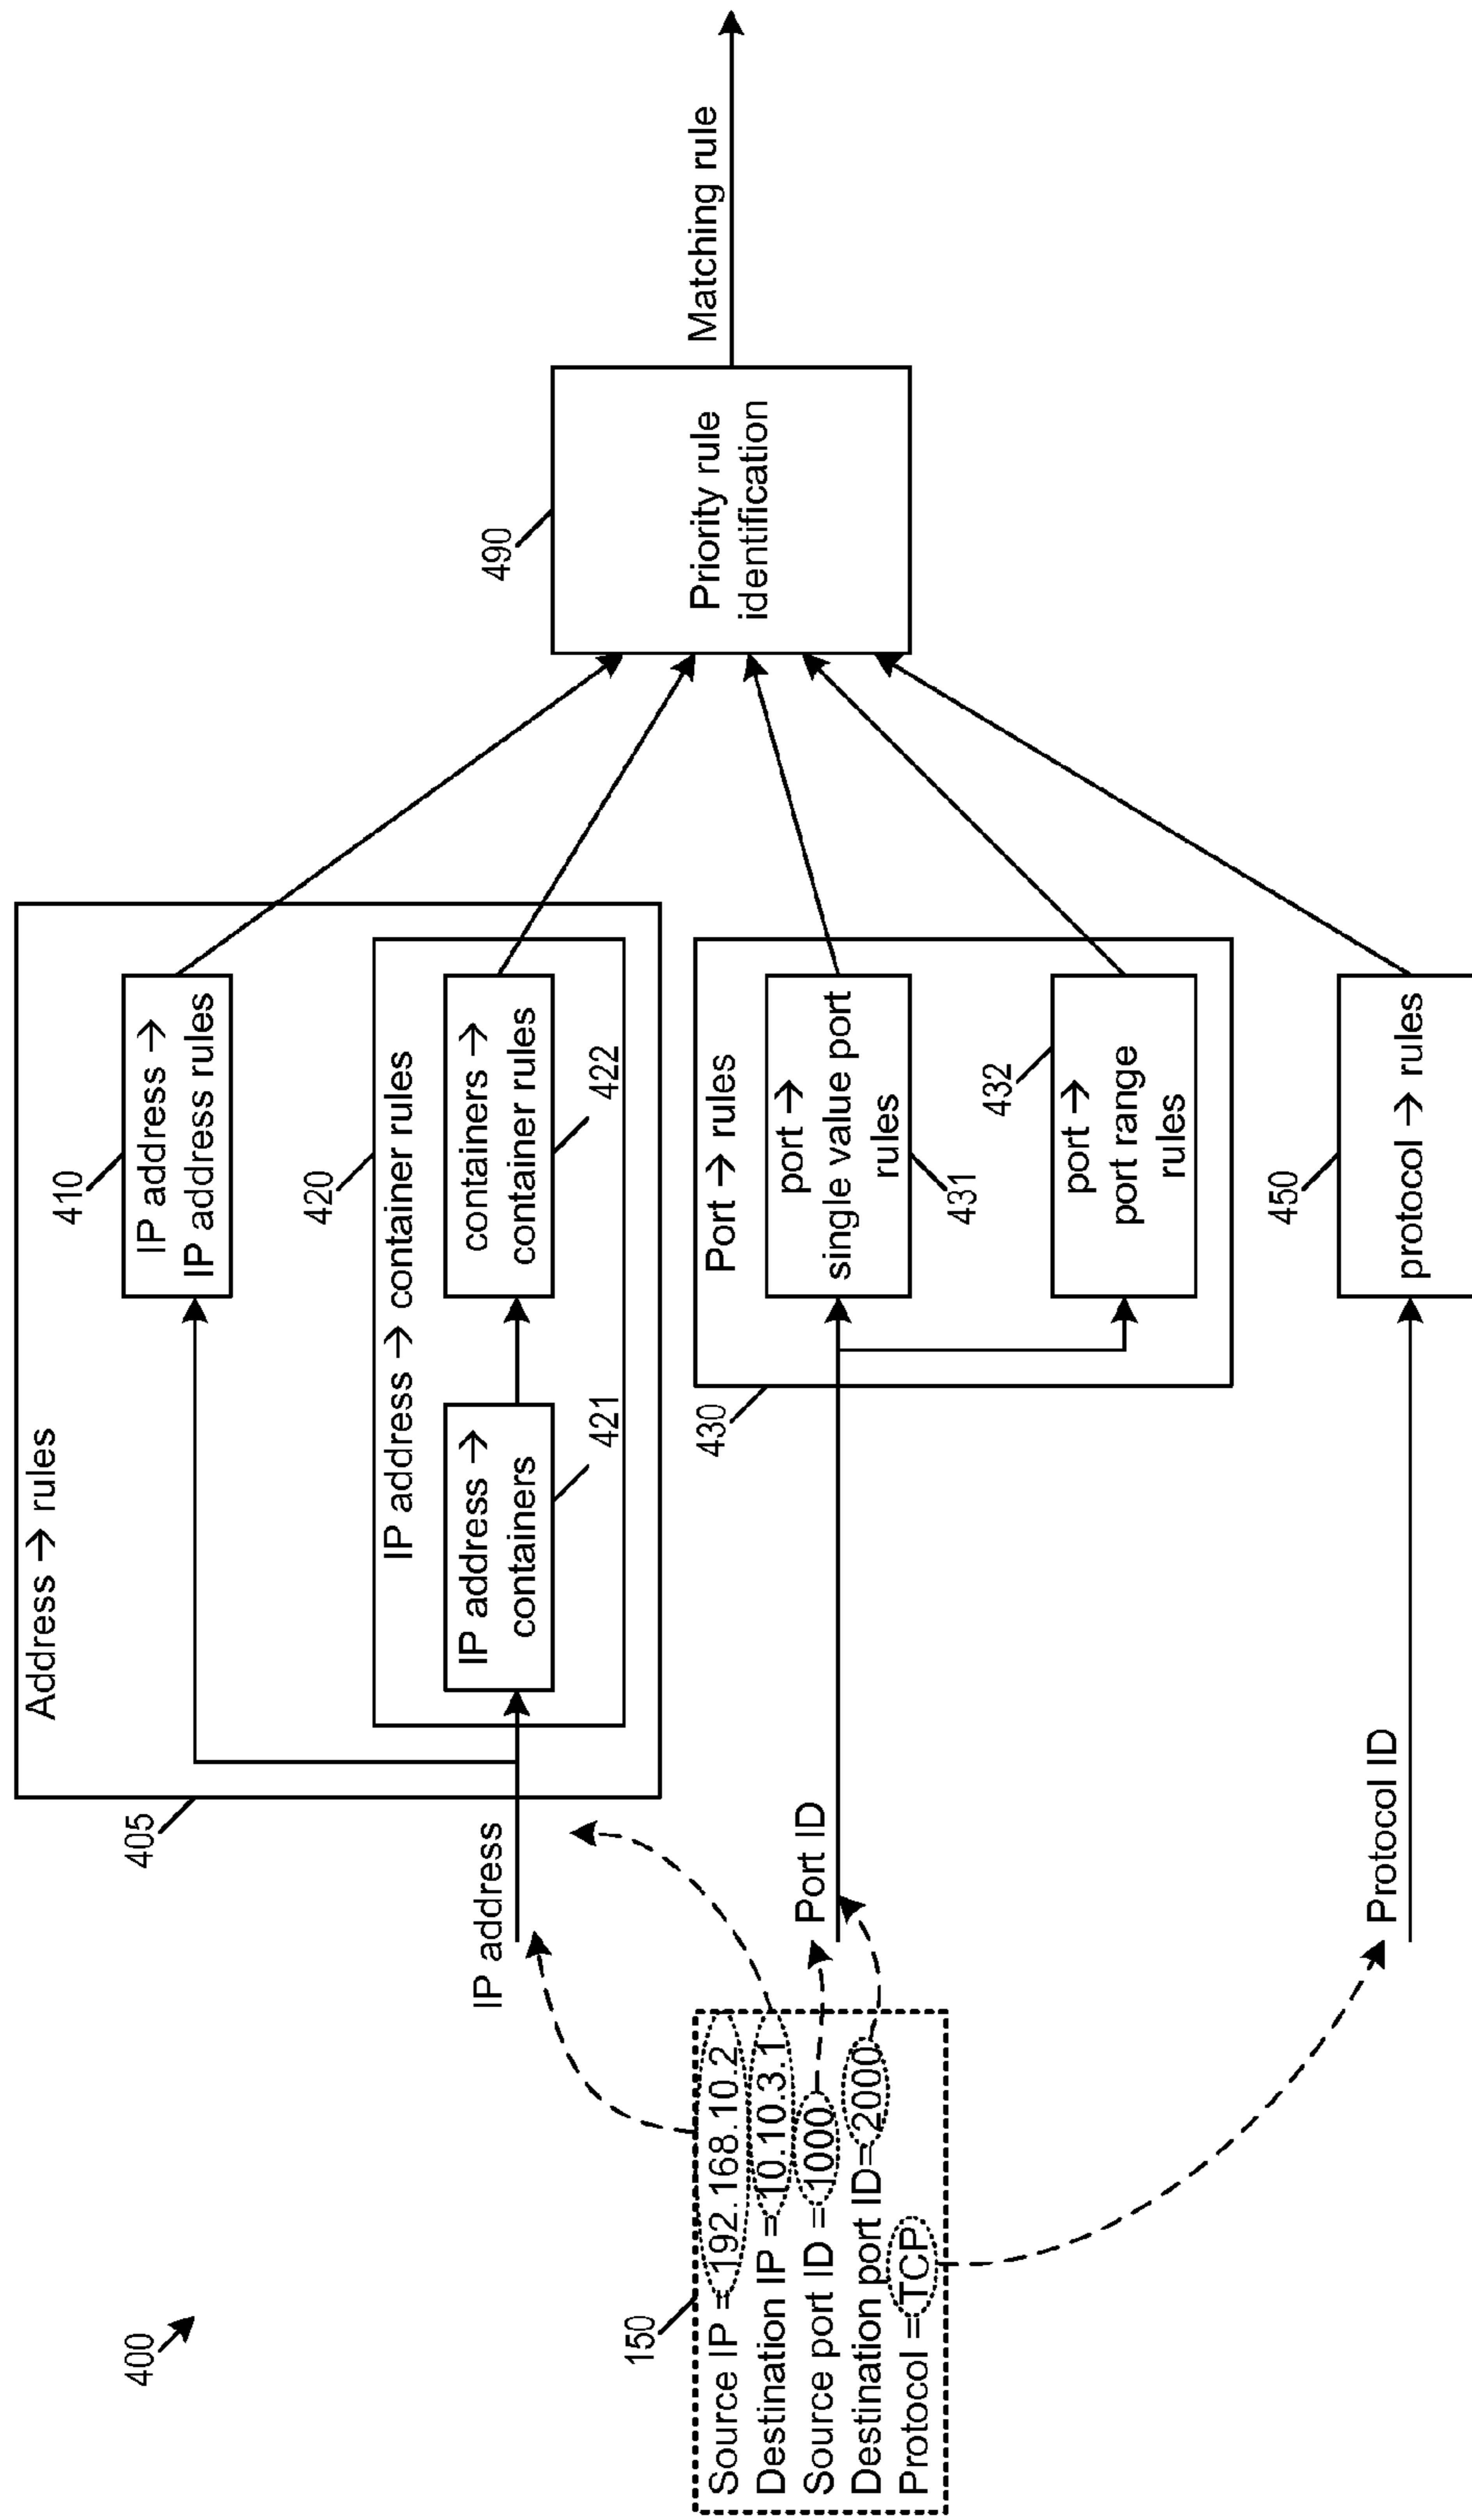 400
150
Source IP = 192.168.10.2
Destination IP = 10.10.3.1
Source port ID = 1000
Destination port ID= 2000
Protocol = TCP
IP address
Port ID
Protocol ID
405
Address → rules
410
IP address →
IP address rules
420
IP address → container rules
IP address →
containers
421
containers →
container rules
422
430
Port → rules
port →
single value port
rules
431
432
port →
port range
rules
450
protocol → rules
490
Priority rule
identification
Matching rule